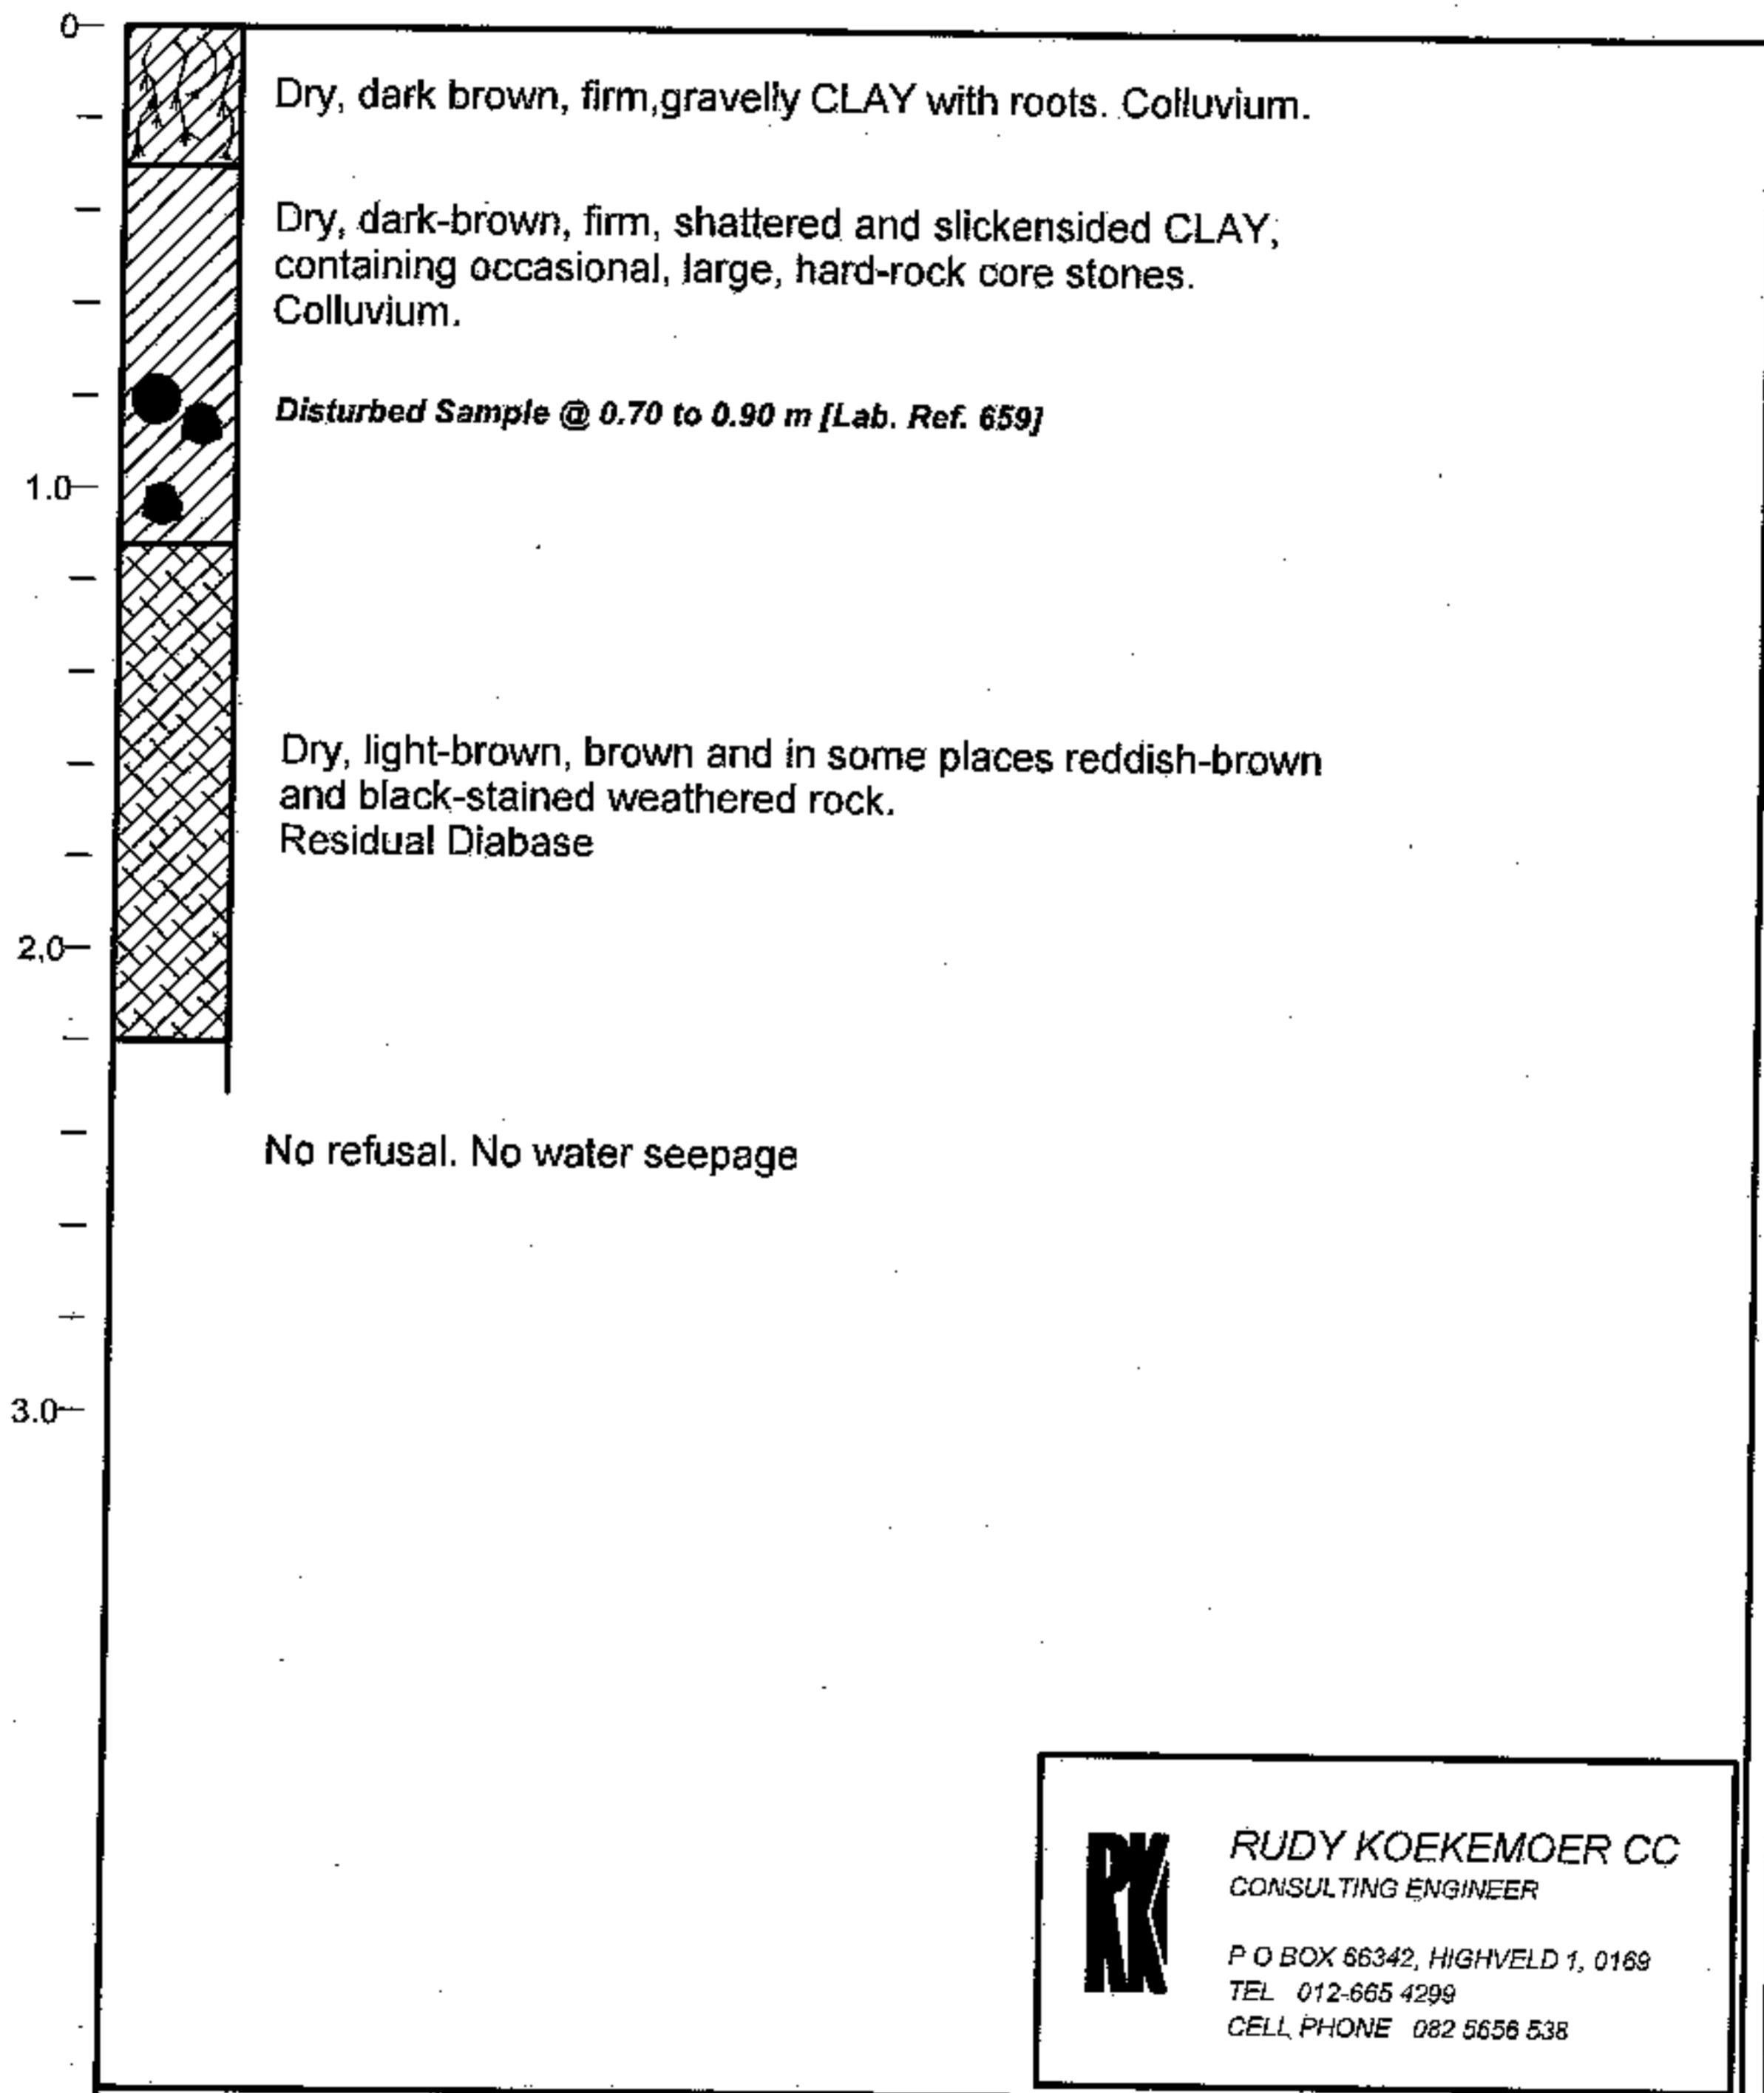 0
Dry, dark brown, firm,gravelly CLAY with roots. Colluvium.
Dry, dark-brown, firm, shattered and slickensided CLAY,
containing occasional, large, hard-rock core stones.
Colluvium.
Disturbed Sample @ 0.70 to 0.90 m [Lab. Ref. 659]
1.0
Dry, light-brown, brown and in some places reddish-brown
and black-stained weathered rock.
Residual Diabase
2.0
No refusal. No water seepage
3.0
RK
RUDY KOEKEMOER CC
CONSULTING ENGINEER
P O BOX 66342, HIGHVELD 1, 0169
TEL 012-665 4299
CELL PHONE 082 5656 538